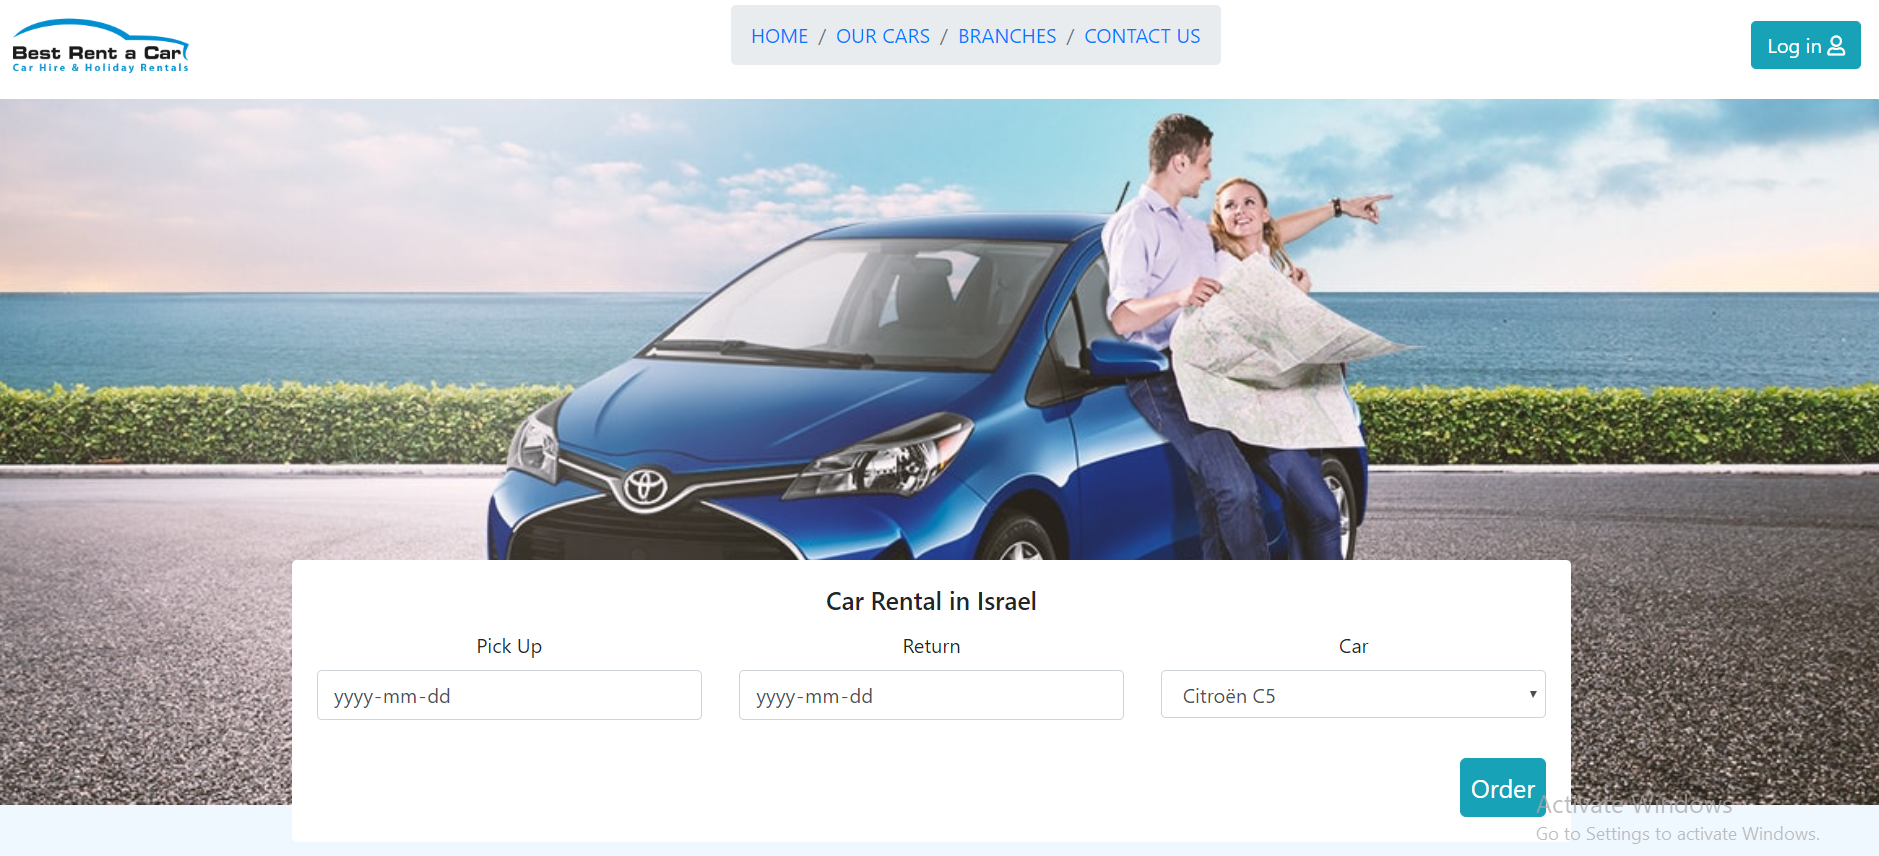 Best Rent a Car
Car Hire & Holiday Rentals
HOME / OUR CARS / BRANCHES / CONTACT US
Log in
Car Rental in Israel
Pick Up
Return
Car
yyyy-mm-dd
yyyy-mm-dd
Citroën C5
Order
Activate Windows
Go to Settings to activate Windows.